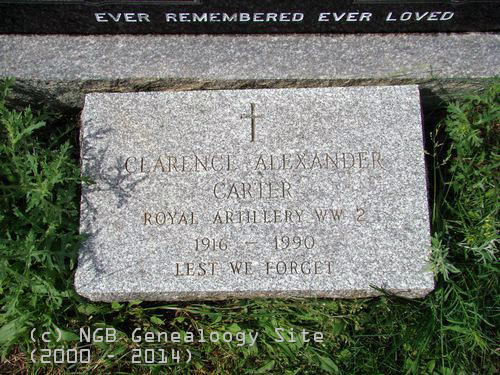 EVER REMEMBERED EVER LOVED
CLARENCE ALEXANDER
CARTER
ROYAL ARTILLERY WW 2
1916 - 1990
LEST WE FORGET
(c) NGB Genealoogy Site
(2000 - 2014)